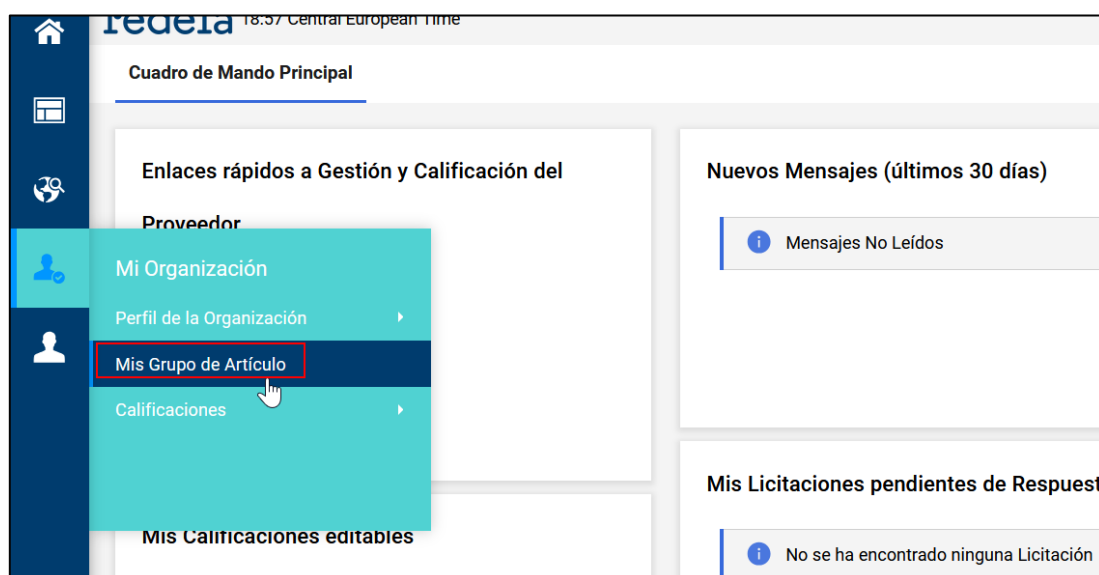 redeia 18:57 Central European Time
Cuadro de Mando Principal
Enlaces rápidos a Gestión y Calificación del
Proveedor
Mi Organización
Perfil de la Organización
Mis Grupo de Artículo
Calificaciones
Mis Calificaciones editables
Nuevos Mensajes (últimos 30 días)
Mensajes No Leídos
Mis Licitaciones pendientes de Respuest
No se ha encontrado ninguna Licitación